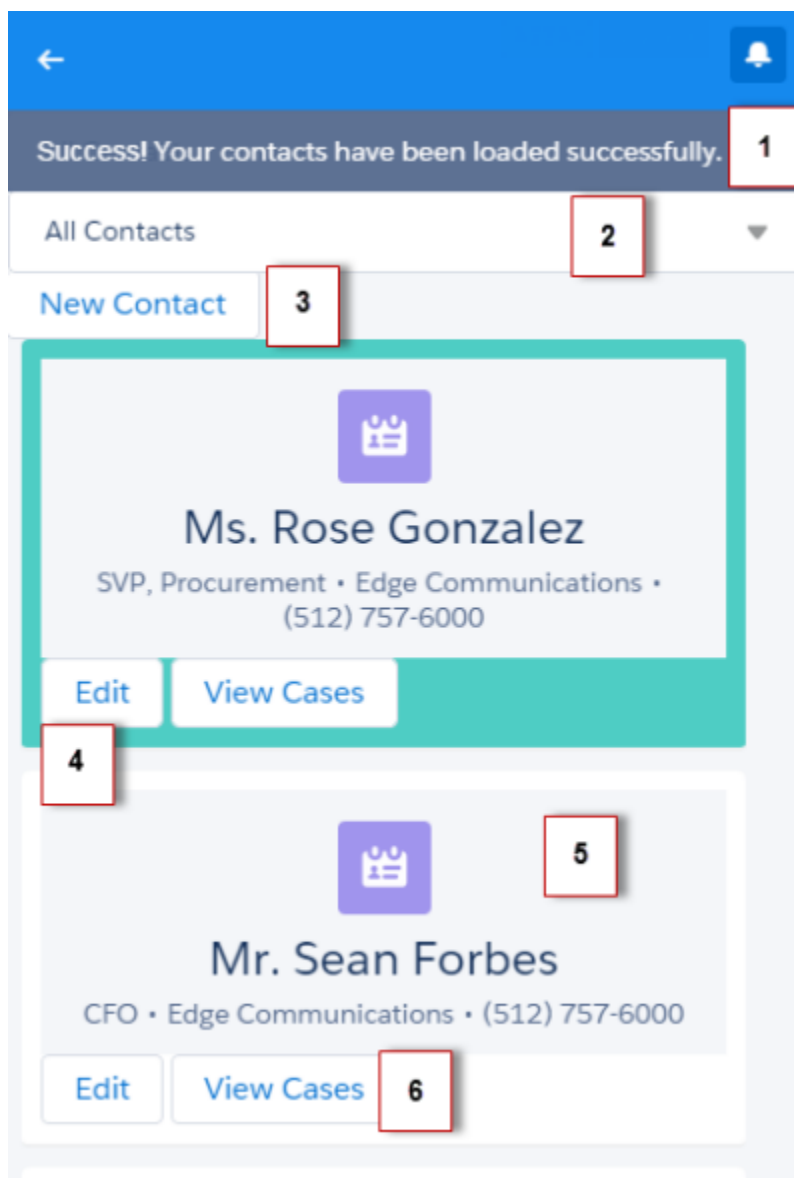 Success! Your contacts have been loaded successfully.
1
All Contacts
2
New Contact
3
Ms. Rose Gonzalez
SVP, Procurement • Edge Communications •
(512) 757-6000
Edit
View Cases
4
5
Mr. Sean Forbes
CFO • Edge Communications • (512) 757-6000
Edit
View Cases
6